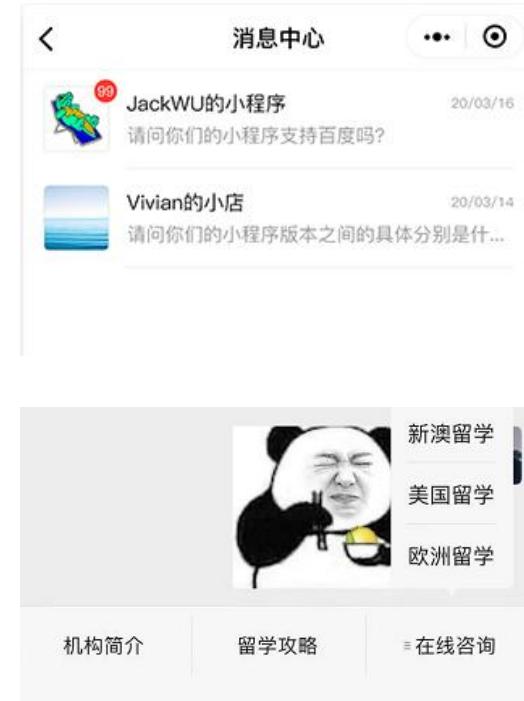 消息中心
99
JackWU的小程序
20/03/16
请问你们的小程序支持百度吗?
Vivian的小店
20/03/14
请问你们的小程序版本之间的具体分别是什...
新澳留学
美国留学
欧洲留学
机构简介
留学攻略
在线咨询